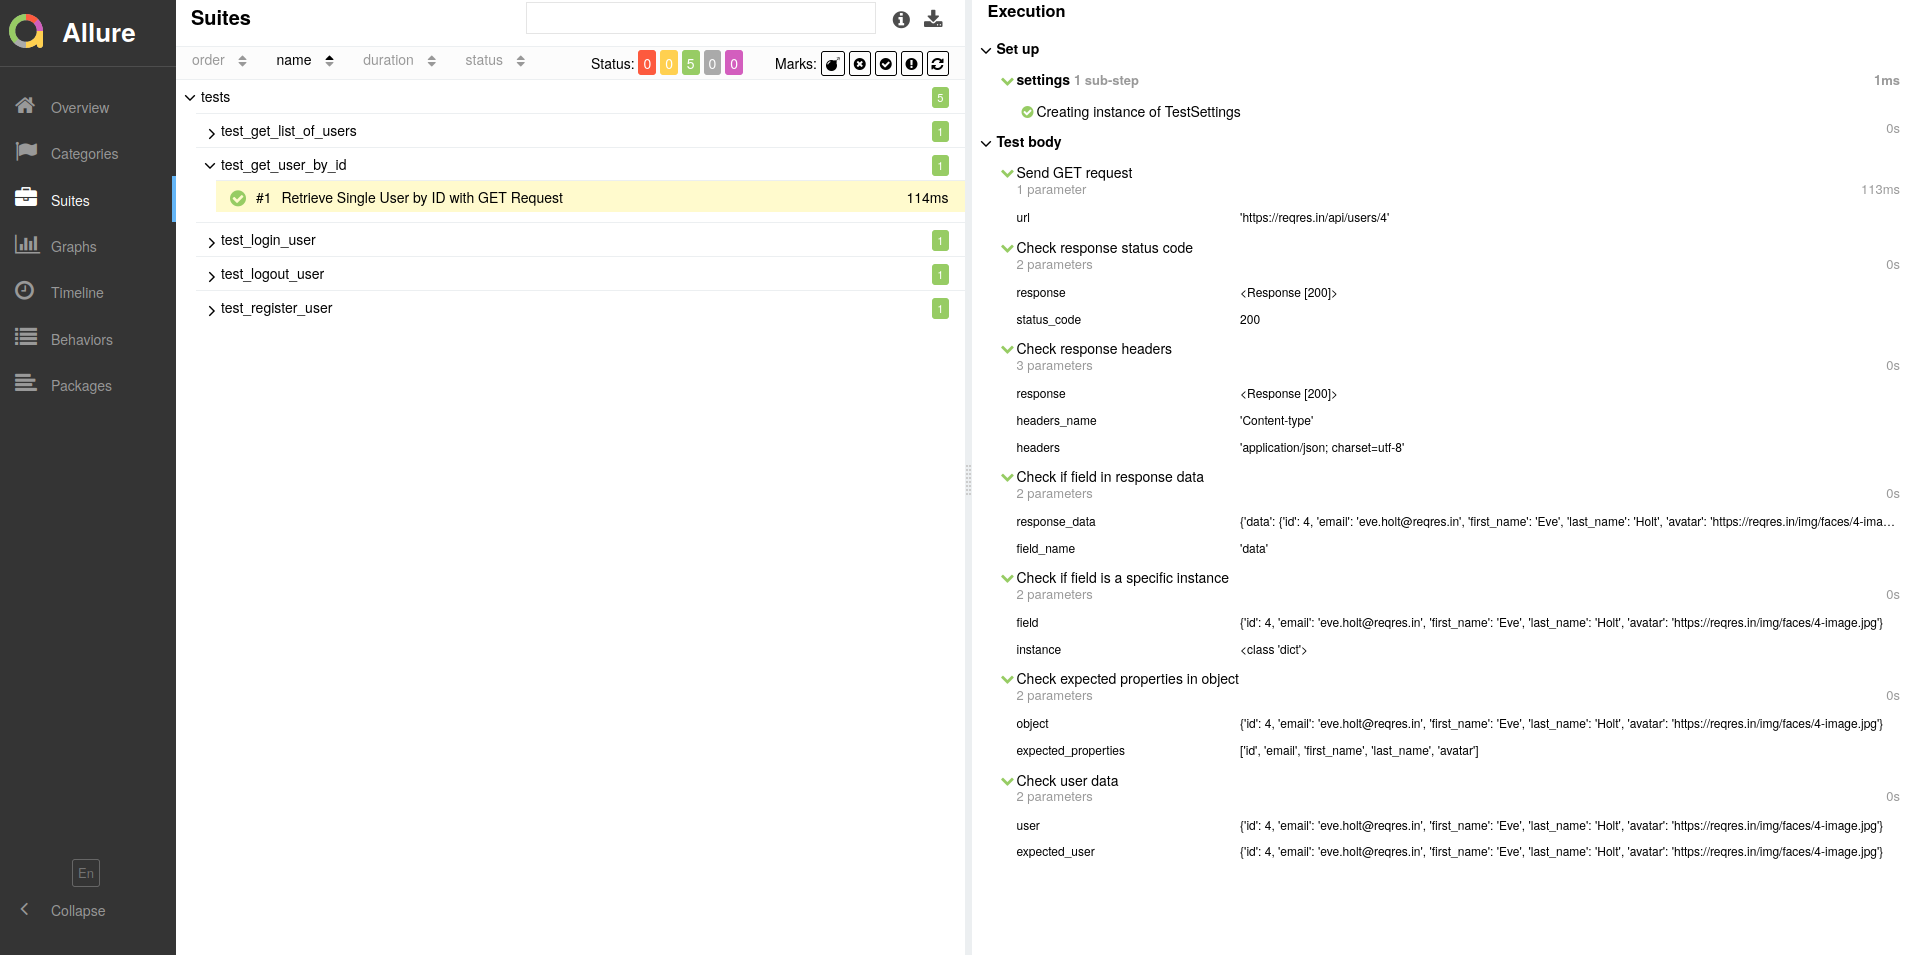 Allure
Overview
Categories
Suites
Graphs
Timeline
Behaviors
Packages
En
Collapse
Suites
order name duration status Status: 0 0 5 0 0 Marks:
tests 5
test_get_list_of_users 1
test_get_user_by_id 1
#1 Retrieve Single User by ID with GET Request 114ms
test_login_user 1
test_logout_user 1
test_register_user 1
Execution
Set up
settings 1 sub-step 1ms
Creating instance of TestSettings
0s
Test body
Send GET request
1 parameter 113ms
url 'https://reqres.in/api/users/4'
Check response status code
2 parameters 0s
response <Response [200]>
status_code 200
Check response headers
3 parameters 0s
response <Response [200]>
headers_name 'Content-type'
headers 'application/json; charset=utf-8'
Check if field in response data
2 parameters 0s
response_data {'data': {'id': 4, 'email': 'eve.holt@reqres.in', 'first_name': 'Eve', 'last_name': 'Holt', 'avatar': 'https://reqres.in/img/faces/4-ima...
field_name 'data'
Check if field is a specific instance
2 parameters 0s
field {'id': 4, 'email': 'eve.holt@reqres.in', 'first_name': 'Eve', 'last_name': 'Holt', 'avatar': 'https://reqres.in/img/faces/4-image.jpg'}
instance <class 'dict'>
Check expected properties in object
2 parameters 0s
object {'id': 4, 'email': 'eve.holt@reqres.in', 'first_name': 'Eve', 'last_name': 'Holt', 'avatar': 'https://reqres.in/img/faces/4-image.jpg'}
expected_properties ['id', 'email', 'first_name', 'last_name', 'avatar']
Check user data
2 parameters 0s
user {'id': 4, 'email': 'eve.holt@reqres.in', 'first_name': 'Eve', 'last_name': 'Holt', 'avatar': 'https://reqres.in/img/faces/4-image.jpg'}
expected_user {'id': 4, 'email': 'eve.holt@reqres.in', 'first_name': 'Eve', 'last_name': 'Holt', 'avatar': 'https://reqres.in/img/faces/4-image.jpg'}